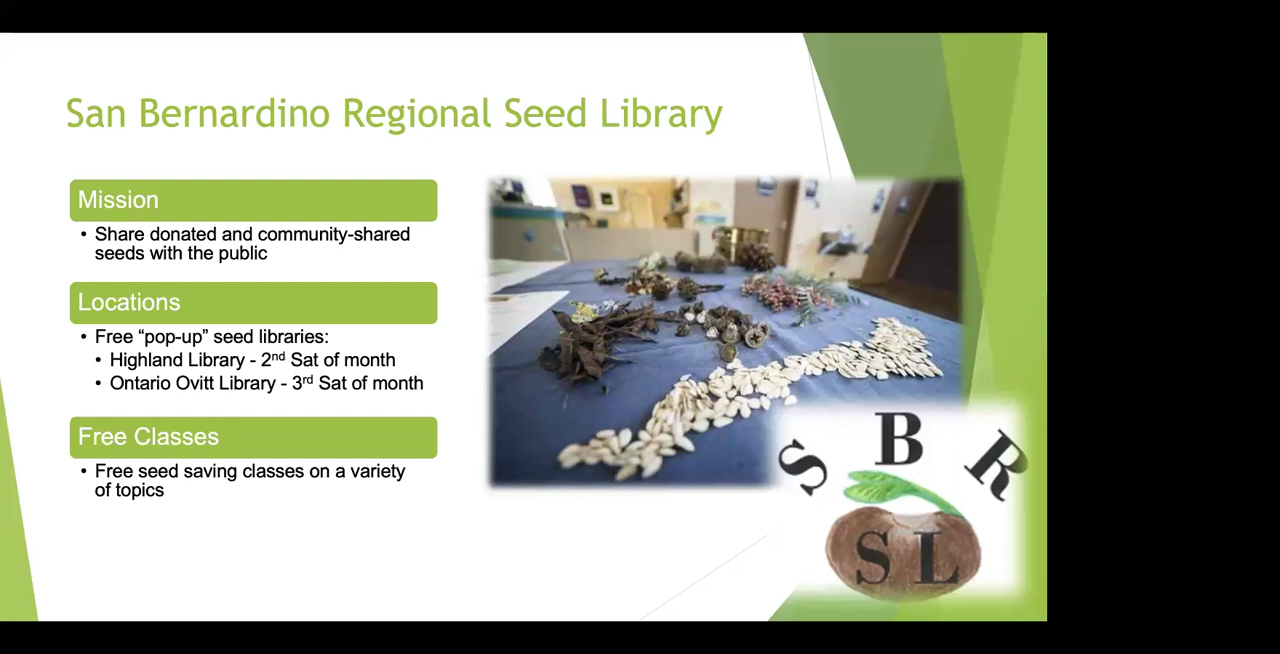 San Bernardino Regional Seed Library
Mission
• Share donated and community-shared
seeds with the public
Locations
• Free “pop-up” seed libraries:
• Highland Library - 2nd Sat of month
• Ontario Ovitt Library - 3rd Sat of month
Free Classes
• Free seed saving classes on a variety
of topics
S B R
S L